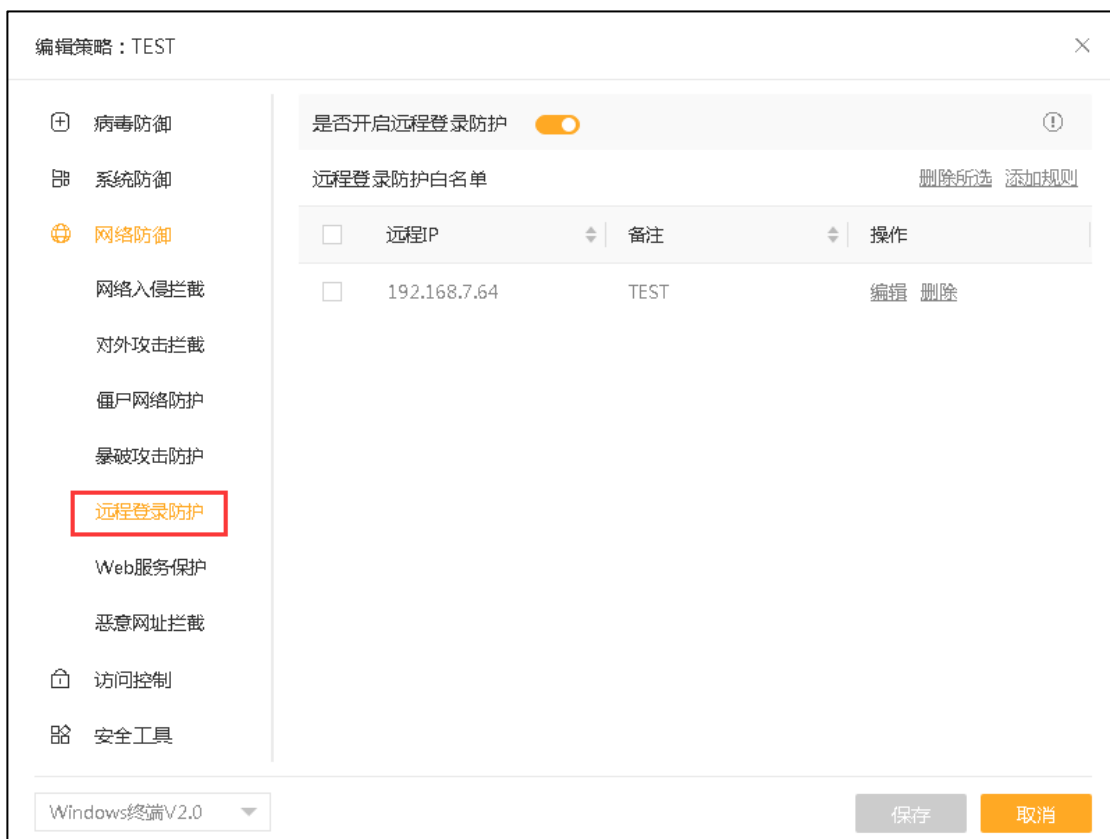 编辑策略：TEST
病毒防御
系统防御
网络防御
网络入侵拦截
对外攻击拦截
僵尸网络防护
暴破攻击防护
远程登录防护
Web服务保护
恶意网址拦截
访问控制
安全工具
是否开启远程登录防护
远程登录防护白名单 删除所选 添加规则
远程IP 备注 操作
192.168.7.64 TEST 编辑 删除
Windows终端V2.0 保存 取消